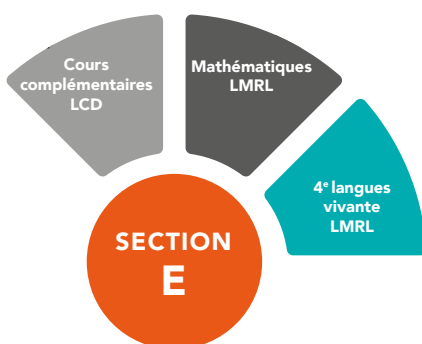 Cours
complémentaires
LCD
Mathématiques
LMRL
4e langues
vivante
LMRL
SECTION
E